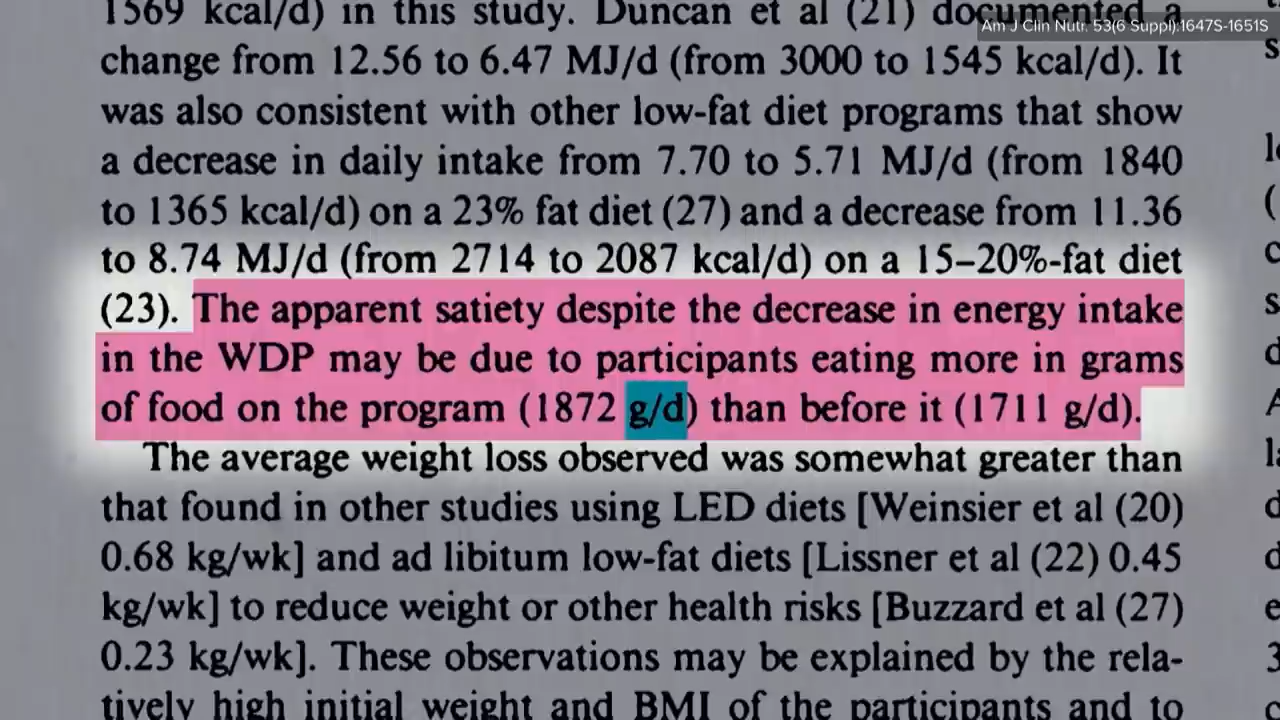 1569 kcal/d) in this study. Duncan et al (21) documented a
Am J Clin Nutr. 53(6 Suppl):1647S-1651S
change from 12.56 to 6.47 MJ/d (from 3000 to 1545 kcal/d). It
was also consistent with other low-fat diet programs that show
a decrease in daily intake from 7.70 to 5.71 MJ/d (from 1840
to 1365 kcal/d) on a 23% fat diet (27) and a decrease from 11.36
to 8.74 MJ/d (from 2714 to 2087 kcal/d) on a 15–20%-fat diet
(23). The apparent satiety despite the decrease in energy intake
in the WDP may be due to participants eating more in grams
of food on the program (1872 g/d) than before it (1711 g/d).
The average weight loss observed was somewhat greater than
that found in other studies using LED diets [Weinsier et al (20)
0.68 kg/wk] and ad libitum low-fat diets [Lissner et al (22) 0.45
kg/wk] to reduce weight or other health risks [Buzzard et al (27)
0.23 kg/wk]. These observations may be explained by the rela-
tively high initial weight and BMI of the participants and to